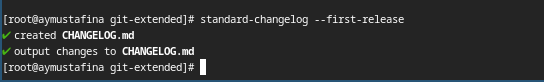 [root@aymustafina git-extended]# standard-changelog --first-release
✔ created CHANGELOG.md
✔ output changes to CHANGELOG.md
[root@aymustafina git-extended]#